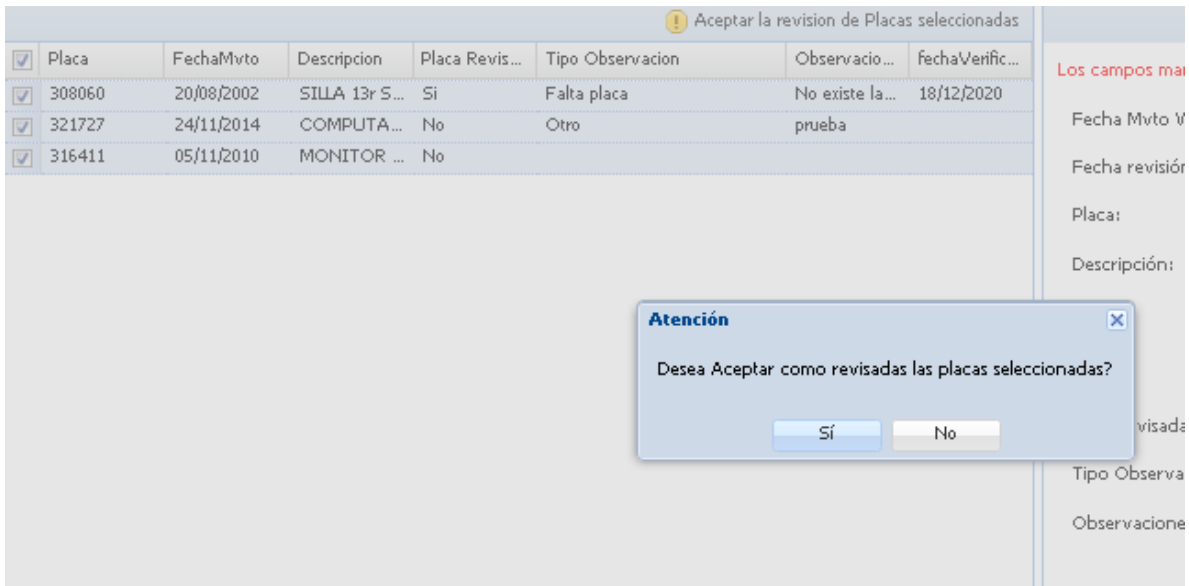 Aceptar la revision de Placas seleccionadas
Placa FechaMvto Descripcion Placa Revis... Tipo Observacion Observacio... fechaVerific...
308060 20/08/2002 SILLA 13r S... Si Falta placa No existe la... 18/12/2020
321727 24/11/2014 COMPUTA... No Otro prueba
316411 05/11/2010 MONITOR ... No
Los campos mar
Fecha Mvto V
Fecha revisión
Placa:
Descripción:
Atención
Desea Aceptar como revisadas las placas seleccionadas?
Sí No
visada
Tipo Observa
Observacione